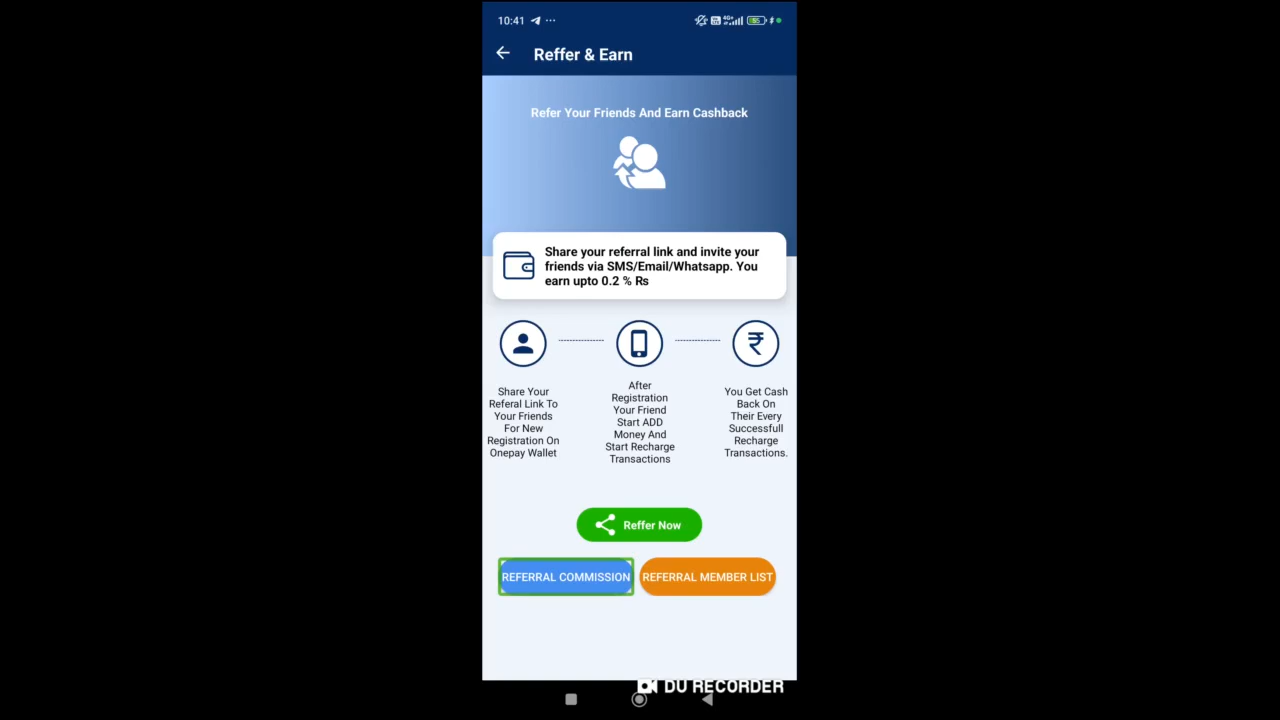 10:41
Reffer & Earn
Refer Your Friends And Earn Cashback
Share your referral link and invite your
friends via SMS/Email/Whatsapp. You
earn upto 0.2 % Rs
Share Your
Referal Link To
Your Friends
For New
Registration On
Onepay Wallet
After
Registration
Your Friend
Start ADD
Money And
Start Recharge
Transactions
You Get Cash
Back On
Their Every
Successfull
Recharge
Transactions.
Reffer Now
REFERRAL COMMISSION
REFERRAL MEMBER LIST
DU RECORDER